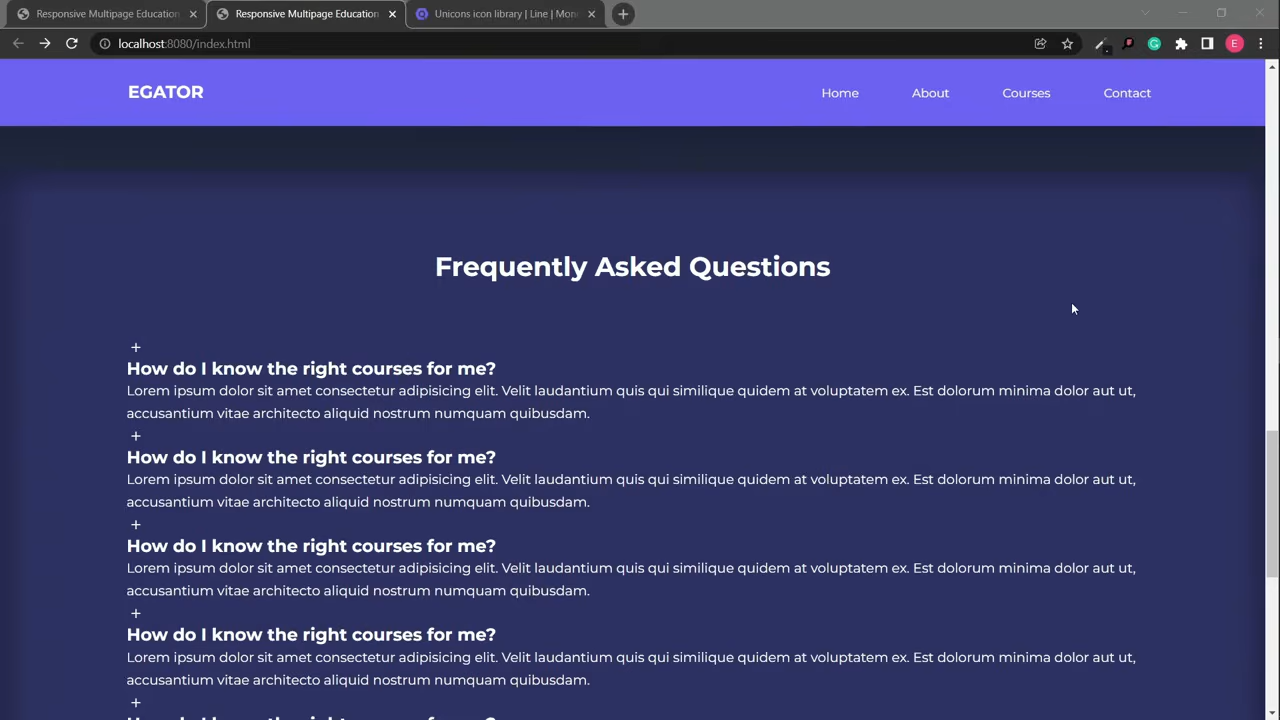 Responsive Multipage Education
Responsive Multipage Education
Unicons icon library | Line | Mon
localhost:8080/index.html
E
EGATOR
Home
About
Courses
Contact
Frequently Asked Questions
+
How do I know the right courses for me?
Lorem ipsum dolor sit amet consectetur adipisicing elit. Velit laudantium quis qui similique quidem at voluptatem ex. Est dolorum minima dolor aut ut,
accusantium vitae architecto aliquid nostrum numquam quibusdam.
+
How do I know the right courses for me?
Lorem ipsum dolor sit amet consectetur adipisicing elit. Velit laudantium quis qui similique quidem at voluptatem ex. Est dolorum minima dolor aut ut,
accusantium vitae architecto aliquid nostrum numquam quibusdam.
+
How do I know the right courses for me?
Lorem ipsum dolor sit amet consectetur adipisicing elit. Velit laudantium quis qui similique quidem at voluptatem ex. Est dolorum minima dolor aut ut,
accusantium vitae architecto aliquid nostrum numquam quibusdam.
+
How do I know the right courses for me?
Lorem ipsum dolor sit amet consectetur adipisicing elit. Velit laudantium quis qui similique quidem at voluptatem ex. Est dolorum minima dolor aut ut,
accusantium vitae architecto aliquid nostrum numquam quibusdam.
+